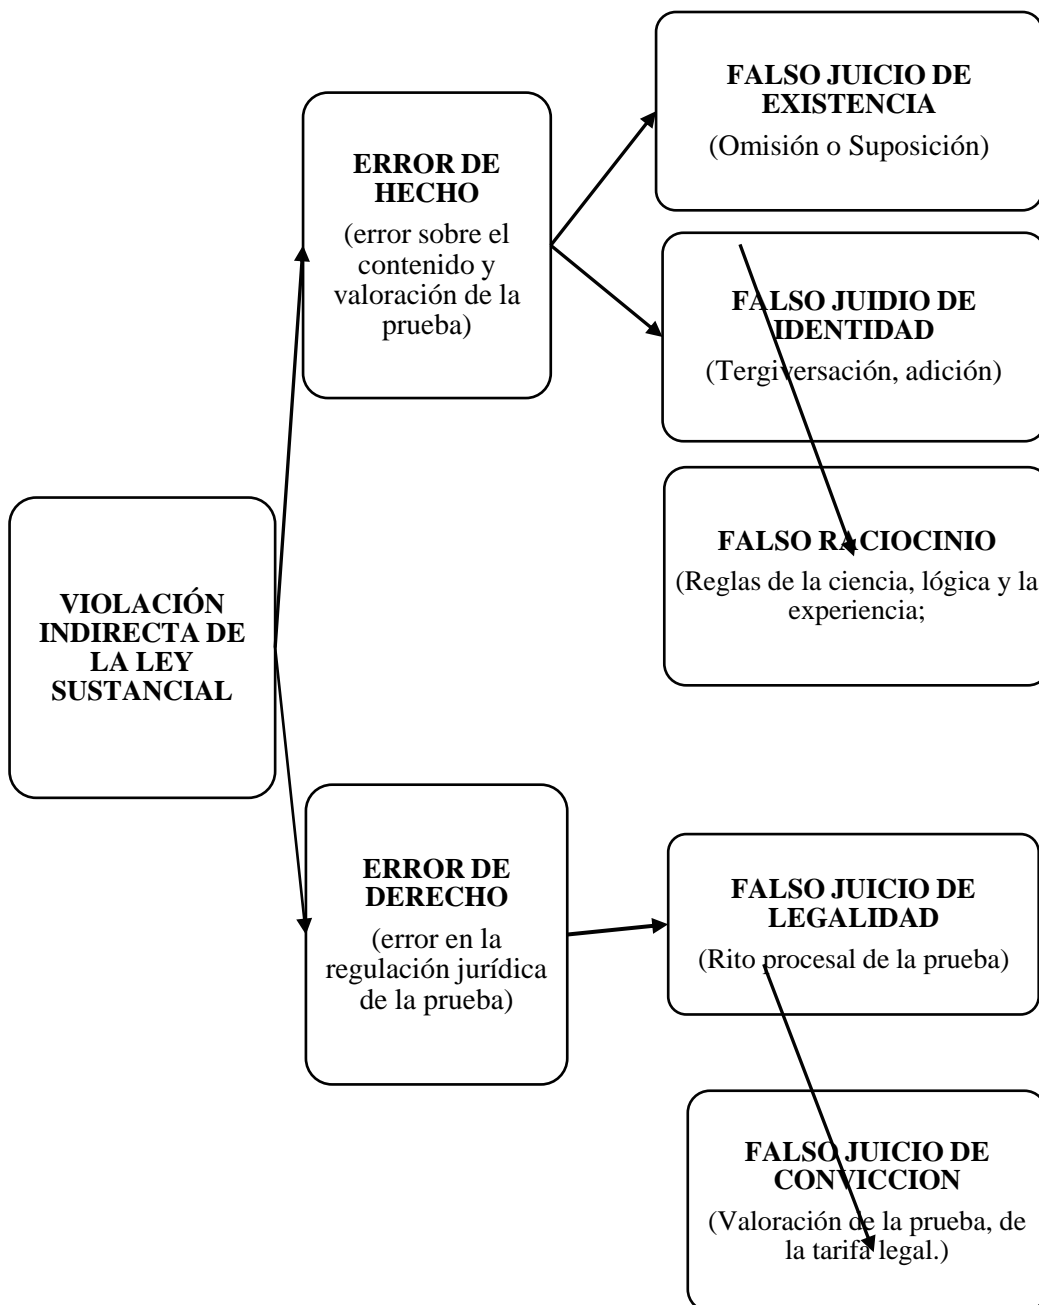 VIOLACIÓN
INDIRECTA DE
LA LEY
SUSTANCIAL
ERROR DE
HECHO
(error sobre el
contenido y
valoración de la
prueba)
FALSO JUICIO DE
EXISTENCIA
(Omisión o Suposición)
FALSO JUIDIO DE
IDENTIDAD
(Tergiversación, adición)
FALSO RACIOCINIO
(Reglas de la ciencia, lógica y la
experiencia;
ERROR DE
DERECHO
(error en la
regulación jurídica
de la prueba)
FALSO JUICIO DE
LEGALIDAD
(Rito procesal de la prueba)
FALSO JUICIO DE
CONVICCION
(Valoración de la prueba, de
la tarifa legal.)